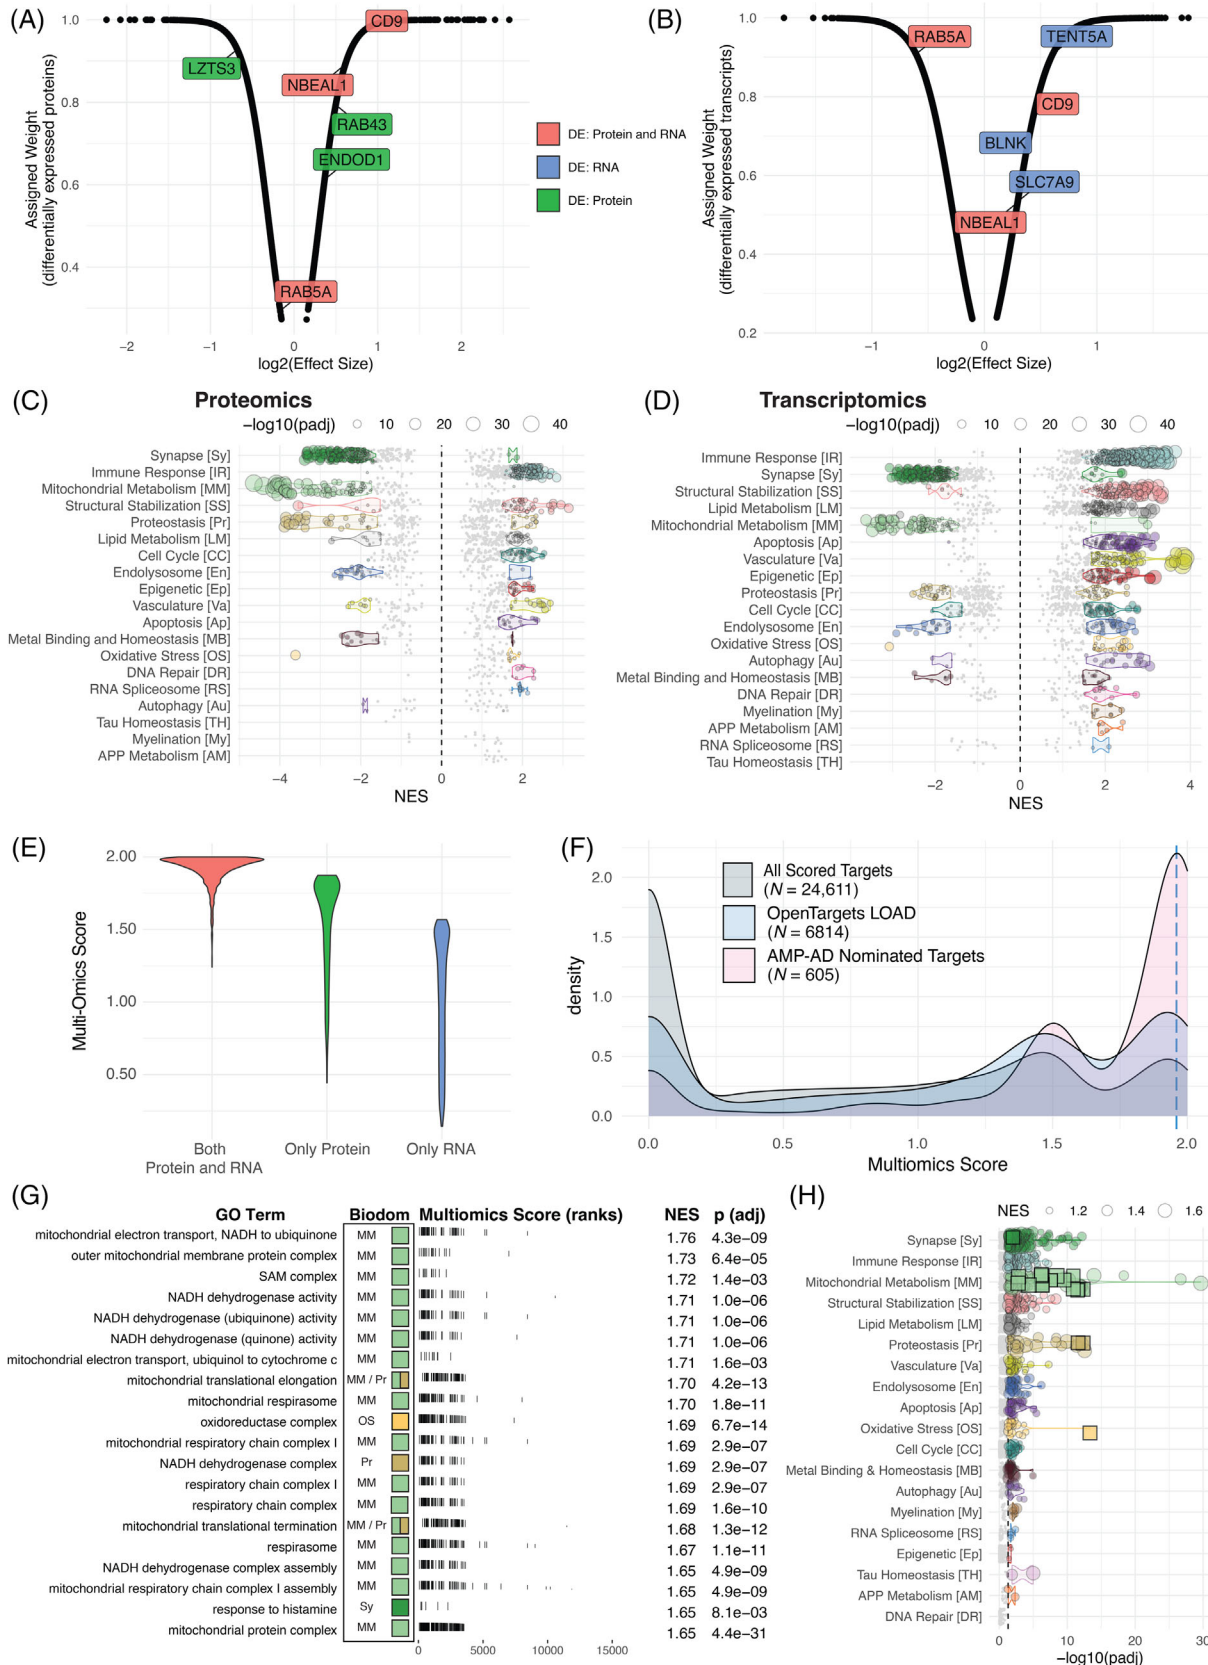 (A)
1.0
0.8
0.6
0.4
Assigned Weight
(differentially expressed proteins)
CD9
LZTS3
NBEAL1
RAB43
ENDOD1
RAB5A
−2
−1
0
1
2
log2(Effect Size)
DE: Protein and RNA
DE: RNA
DE: Protein
(B)
1.0
0.8
0.6
0.4
0.2
Assigned Weight
(differentially expressed transcripts)
RAB5A
TENT5A
CD9
BLNK
SLC7A9
NBEAL1
−1
0
1
log2(Effect Size)
(C)
Proteomics
−log10(padj) 10 20 30 40
Synapse [Sy]
Immune Response [IR]
Mitochondrial Metabolism [MM]
Structural Stabilization [SS]
Proteostasis [Pr]
Lipid Metabolism [LM]
Cell Cycle [CC]
Endolysosome [En]
Epigenetic [Ep]
Vasculature [Va]
Apoptosis [Ap]
Metal Binding and Homeostasis [MB]
Oxidative Stress [OS]
DNA Repair [DR]
RNA Spliceosome [RS]
Autophagy [Au]
Tau Homeostasis [TH]
Myelination [My]
APP Metabolism [AM]
−4
−2
0
2
NES
(D)
Transcriptomics
−log10(padj) 10 20 30 40
Immune Response [IR]
Synapse [Sy]
Structural Stabilization [SS]
Lipid Metabolism [LM]
Mitochondrial Metabolism [MM]
Apoptosis [Ap]
Vasculature [Va]
Epigenetic [Ep]
Proteostasis [Pr]
Cell Cycle [CC]
Endolysosome [En]
Oxidative Stress [OS]
Autophagy [Au]
Metal Binding and Homeostasis [MB]
DNA Repair [DR]
Myelination [My]
APP Metabolism [AM]
RNA Spliceosome [RS]
Tau Homeostasis [TH]
−2
0
2
4
NES
(E)
2.00
1.50
1.00
0.50
Multi-Omics Score
Both
Protein and RNA
Only Protein
Only RNA
(F)
2.0
1.5
1.0
0.5
0.0
density
All Scored Targets
(N = 24,611)
OpenTargets LOAD
(N = 6814)
AMP-AD Nominated Targets
(N = 605)
0.0
0.5
1.0
1.5
2.0
Multiomics Score
(G)
GO Term Biodom Multiomics Score (ranks) NES p (adj)
mitochondrial electron transport, NADH to ubiquinone MM 1.76 4.3e−09
outer mitochondrial membrane protein complex MM 1.73 6.4e−05
SAM complex MM 1.72 1.4e−03
NADH dehydrogenase activity MM 1.71 1.0e−06
NADH dehydrogenase (ubiquinone) activity MM 1.71 1.0e−06
NADH dehydrogenase (quinone) activity MM 1.71 1.0e−06
mitochondrial electron transport, ubiquinol to cytochrome c MM 1.71 1.6e−03
mitochondrial translational elongation MM / Pr 1.70 4.2e−13
mitochondrial respirasome MM 1.70 1.8e−11
oxidoreductase complex OS 1.69 6.7e−14
mitochondrial respiratory chain complex I MM 1.69 2.9e−07
NADH dehydrogenase complex Pr 1.69 2.9e−07
respiratory chain complex I MM 1.69 2.9e−07
respiratory chain complex MM 1.69 1.6e−10
mitochondrial translational termination MM / Pr 1.68 1.3e−12
respirasome MM 1.67 1.1e−11
NADH dehydrogenase complex assembly MM 1.65 4.9e−09
mitochondrial respiratory chain complex I assembly MM 1.65 4.9e−09
response to histamine Sy 1.65 8.1e−03
mitochondrial protein complex MM 1.65 4.4e−31
0
5000
10000
15000
(H)
NES 1.2 1.4 1.6
Synapse [Sy]
Immune Response [IR]
Mitochondrial Metabolism [MM]
Structural Stabilization [SS]
Lipid Metabolism [LM]
Proteostasis [Pr]
Vasculature [Va]
Endolysosome [En]
Apoptosis [Ap]
Oxidative Stress [OS]
Cell Cycle [CC]
Metal Binding & Homeostasis [MB]
Autophagy [Au]
Myelination [My]
RNA Spliceosome [RS]
Epigenetic [Ep]
Tau Homeostasis [TH]
APP Metabolism [AM]
DNA Repair [DR]
0
10
20
30
−log10(padj)